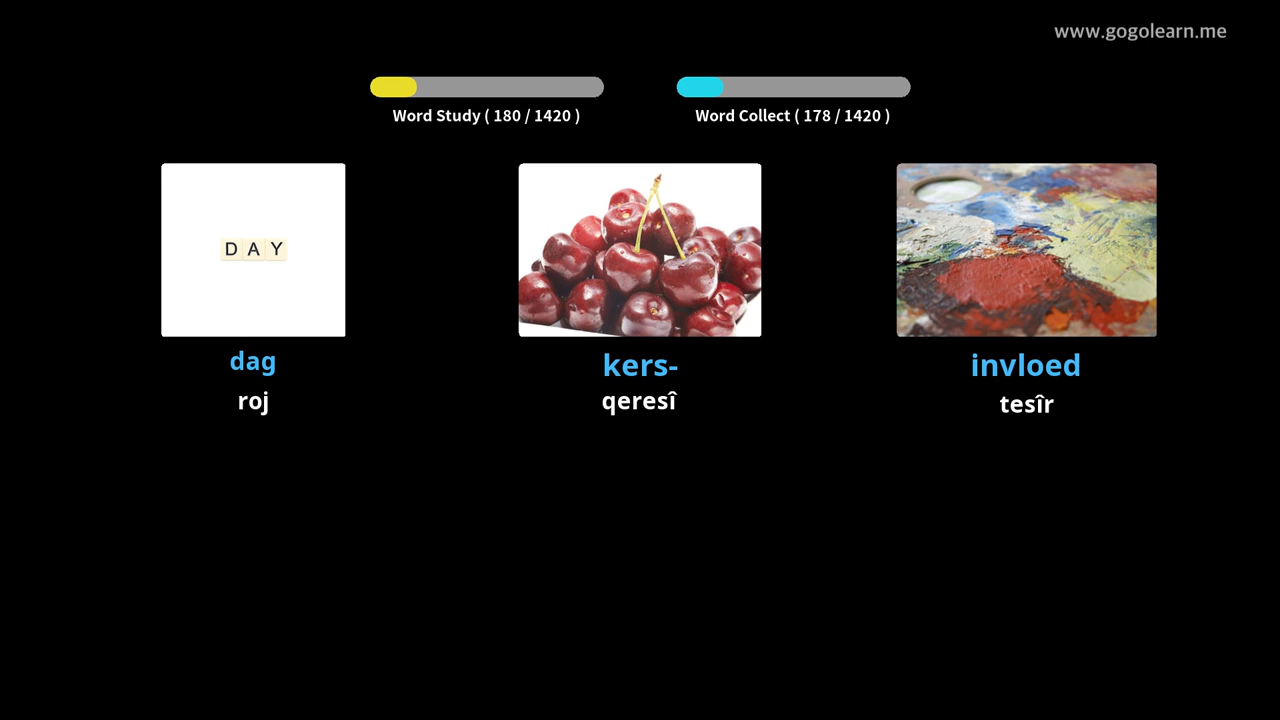 www.gogolearn.me
Word Study ( 180 / 1420 )
Word Collect ( 178 / 1420 )
DAY
dag
roj
kers-
qeresî
invloed
tesîr